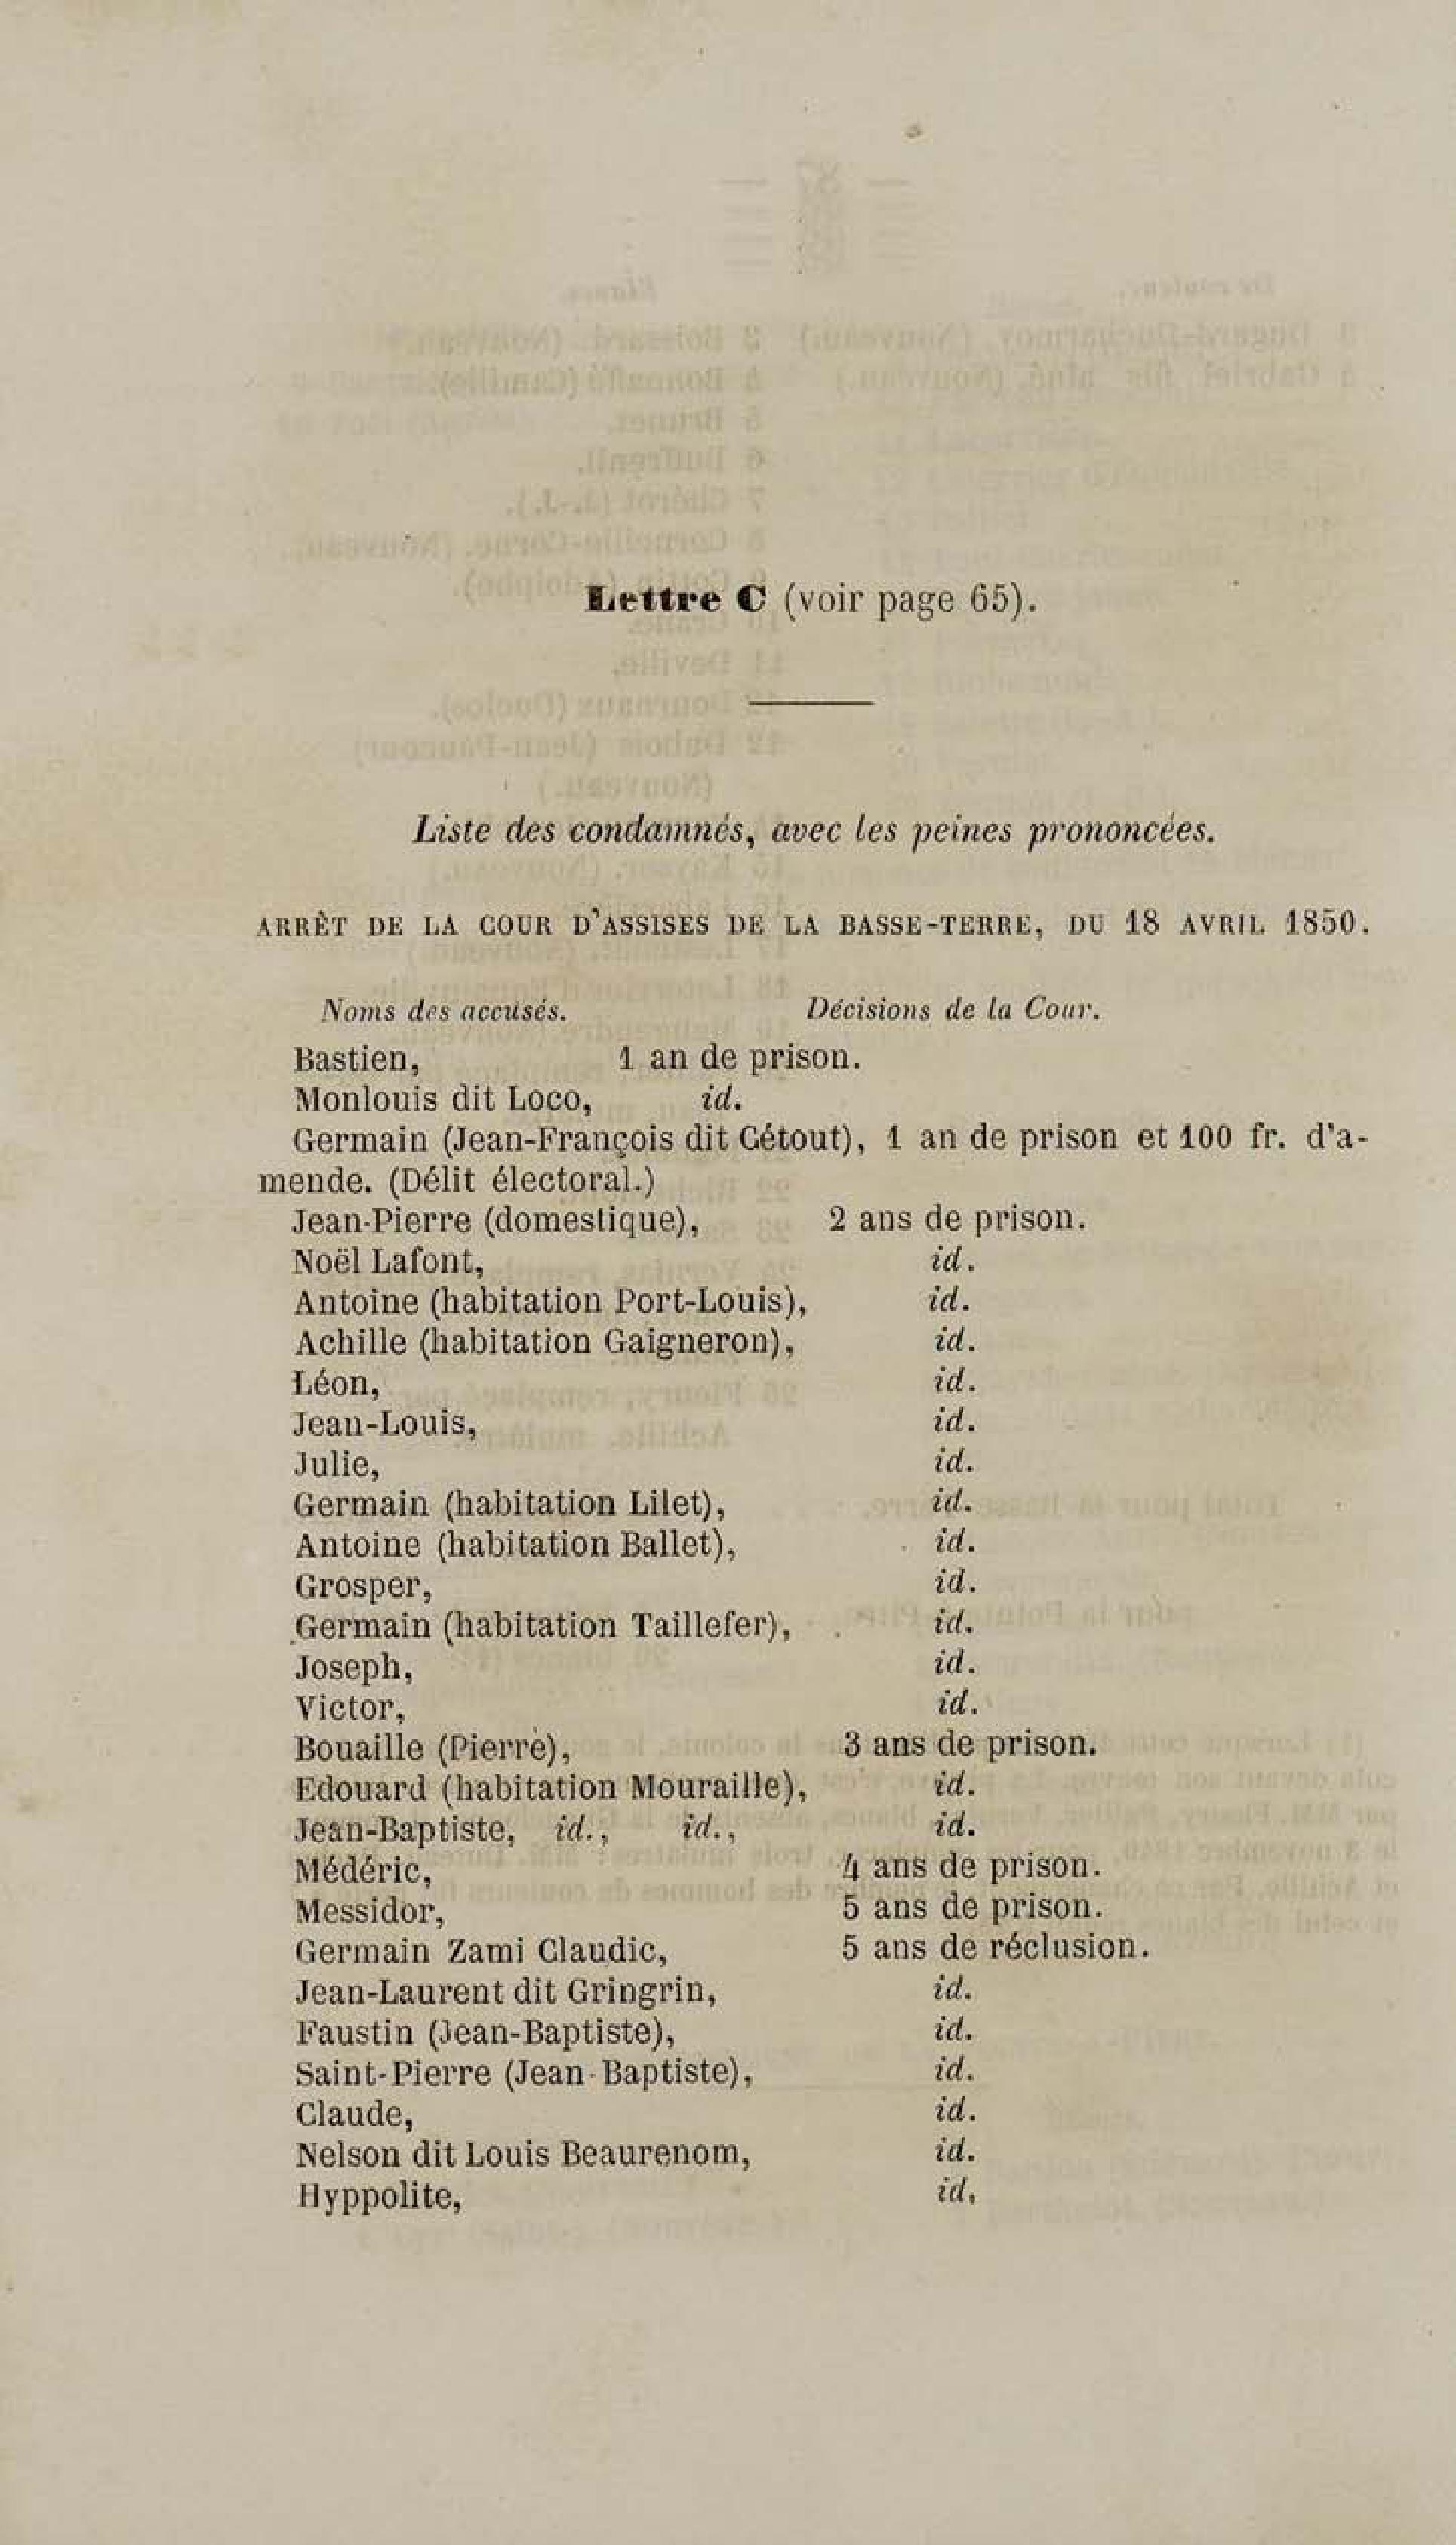 Lettre C (voir page 65).
Liste des condamnés, avec les peines prononcées.
ARRÊT DE LA COUR D'ASSISES DE LA BASSE-TERRE, DU 18 AVRIL 1850.
Noms des accusés. Décisions de la Cour.
Bastien, 1 an de prison.
Monlouis dit Loco, id.
Germain (Jean-François dit Cétout), 1 an de prison et 100 fr. d'a-
mende. (Délit électoral.)
Jean-Pierre (domestique), 2 ans de prison.
Noël Lafont, id.
Antoine (habitation Port-Louis), id.
Achille (habitation Gaigneron), id.
Léon, id.
Jean-Louis, id.
Julie, id.
Germain (habitation Lilet), id.
Antoine (habitation Ballet), id.
Grosper, id.
Germain (habitation Taillefer), id.
Joseph, id.
Victor, id.
Bouaille (Pierre), 3 ans de prison.
Edouard (habitation Mouraille), id.
Jean-Baptiste, id., id., id.
Médéric, 4 ans de prison.
Messidor, 5 ans de prison.
Germain Zami Claudic, 5 ans de réclusion.
Jean-Laurent dit Gringrin, id.
Faustin (Jean-Baptiste), id.
Saint-Pierre (Jean-Baptiste), id.
Claude, id.
Nelson dit Louis Beaurenom, id.
Hyppolite, id.